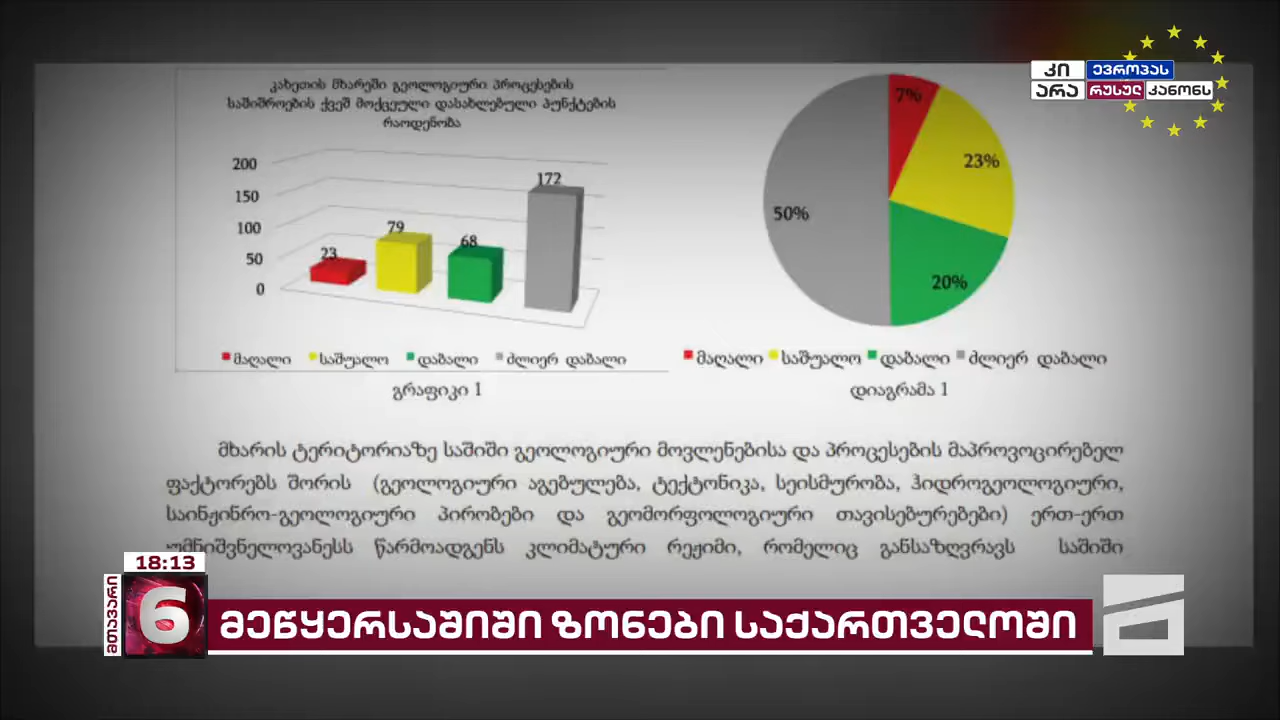 კახეთის მხარეში გეოლოგიური პროცესების
საშიშროების ქვეშ მოქცეული დასახლებული პუნქტების
რაოდენობა
200
150
100
50
0
23
79
68
172
მაღალი საშუალო დაბალი ძლიერ დაბალი
გრაფიკი 1
7%
23%
20%
50%
მაღალი საშუალო დაბალი ძლიერ დაბალი
დიაგრამა 1
კი ევროპას
არა რუსულ კანონს
მხარის ტერიტორიაზე საშიში გეოლოგიური მოვლენებისა და პროცესების მაპროვოცირებელ
ფაქტორებს შორის (გეოლოგიური აგებულება, ტექტონიკა, სეისმურობა, ჰიდროგეოლოგიური,
საინჟინრო-გეოლოგიური პირობები და გეომორფოლოგიური თავისებურებები) ერთ-ერთ
უმნიშვნელოვანესს წარმოადგენს კლიმატური რეჟიმი, რომელიც განსაზღვრავს საშიში
18:13
მთავარი
6
მეწყერსაშიში ზონები საქართველოში